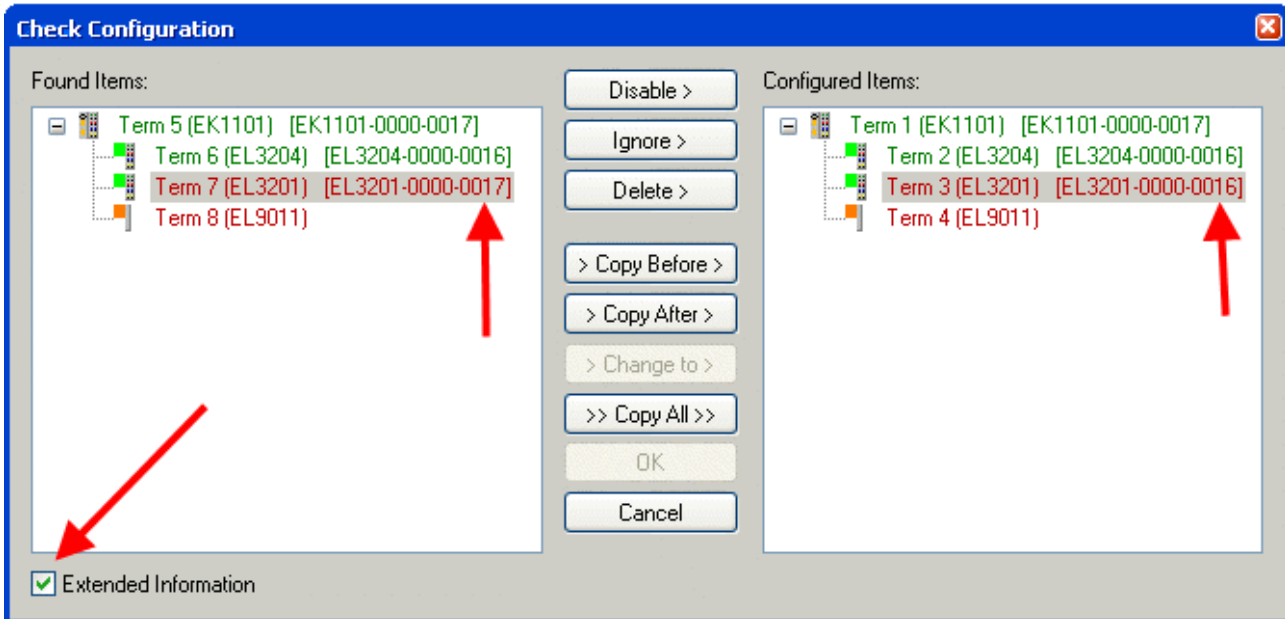 Check Configuration
Found Items:
Term 5 (EK1101) [EK1101-0000-0017]
Term 6 (EL3204) [EL3204-0000-0016]
Term 7 (EL3201) [EL3201-0000-0017]
Term 8 (EL9011)
Disable >
Ignore >
Delete >
> Copy Before >
> Copy After >
> Change to >
>> Copy All >>
OK
Cancel
Configured Items:
Term 1 (EK1101) [EK1101-0000-0017]
Term 2 (EL3204) [EL3204-0000-0016]
Term 3 (EL3201) [EL3201-0000-0016]
Term 4 (EL9011)
Extended Information